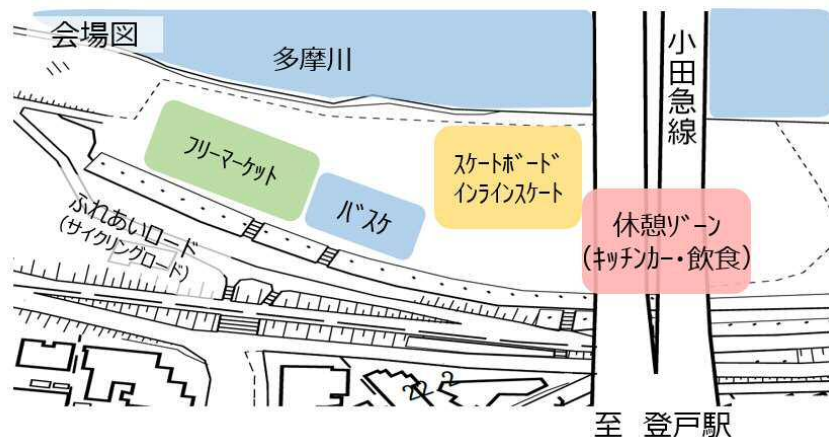 会場図
多摩川
小田急線
フリーマーケット
バスケ
スケートボード
インラインスケート
休憩ゾーン
(キッチンカー・飲食)
ふれあいロード
(サイクリングロード)
22.2
至 登戸駅